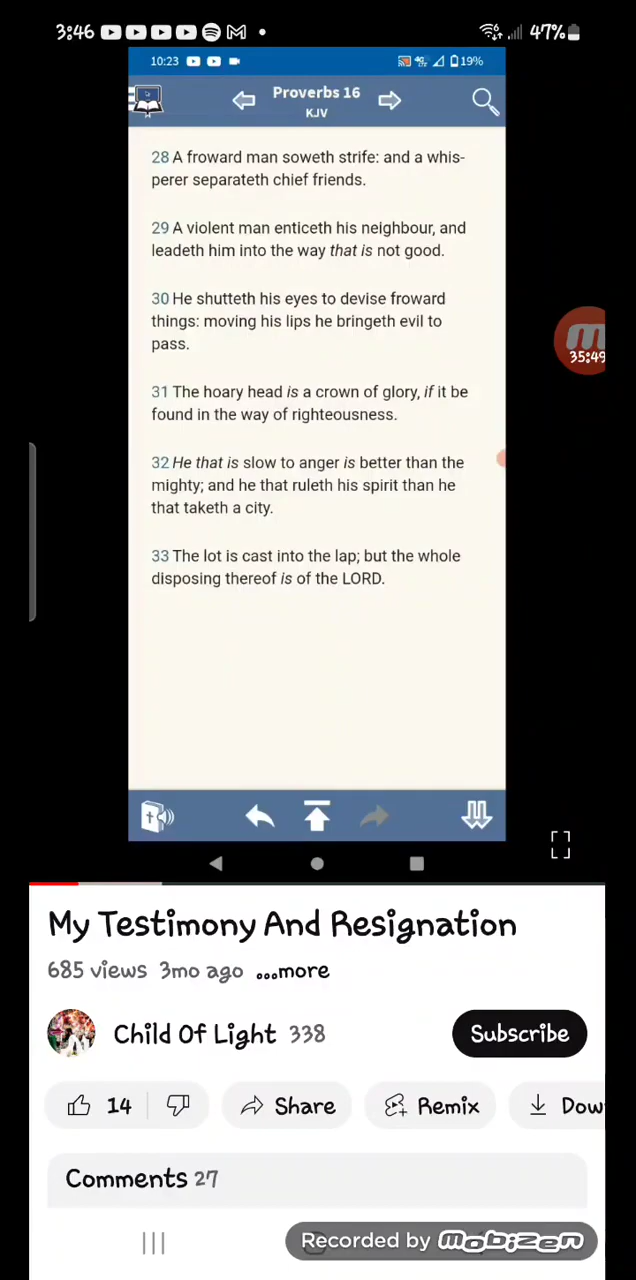 3:46
47%
10:23
4G
19%
Proverbs 16
KJV
28 A froward man soweth strife: and a whis-
perer separateth chief friends.
29 A violent man enticeth his neighbour, and
leadeth him into the way that is not good.
30 He shutteth his eyes to devise froward
things: moving his lips he bringeth evil to
pass.
35:49
31 The hoary head is a crown of glory, if it be
found in the way of righteousness.
32 He that is slow to anger is better than the
mighty; and he that ruleth his spirit than he
that taketh a city.
33 The lot is cast into the lap; but the whole
disposing thereof is of the LORD.
My Testimony And Resignation
685 views 3mo ago ...more
Child Of Light 338
Subscribe
14 Share Remix Dow
Comments 27
Recorded by mobizen